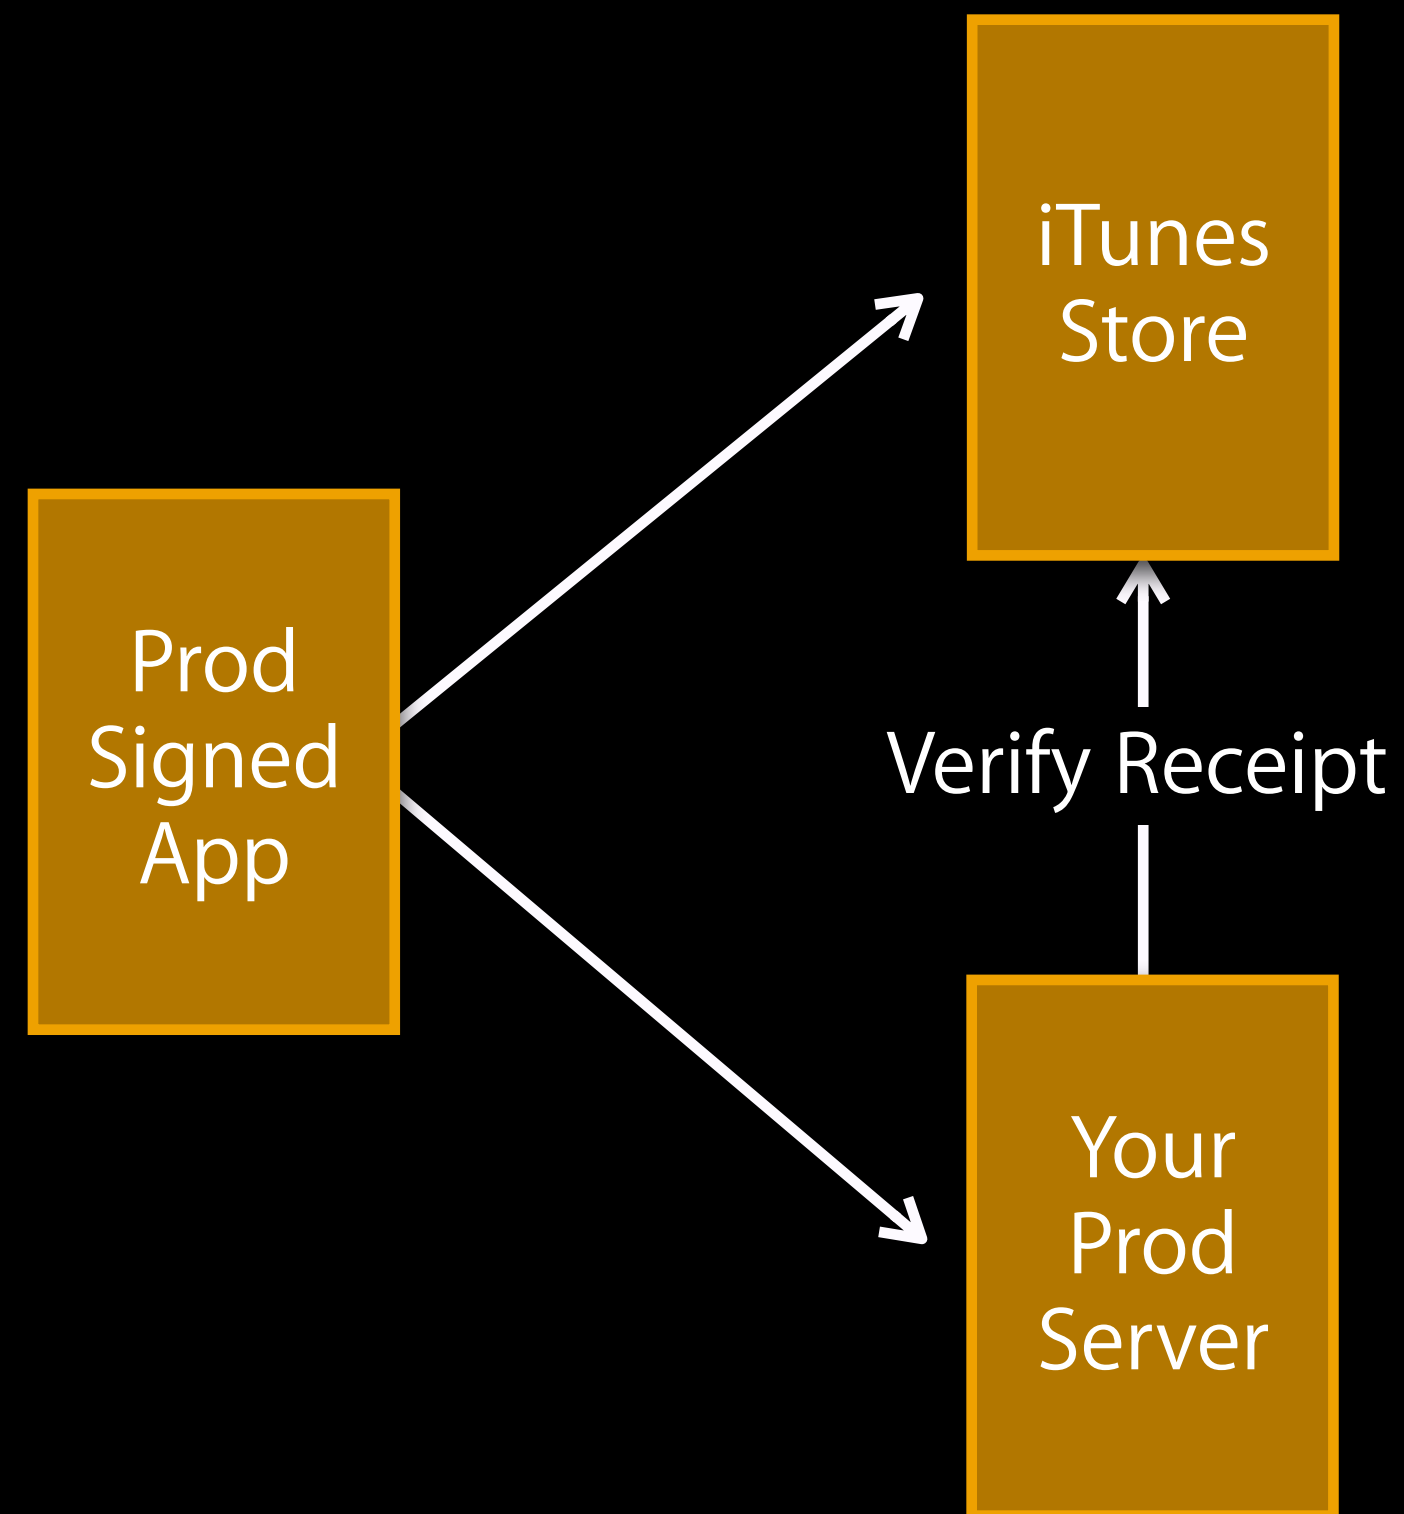 iTunes
Store
Prod
Signed
App
Verify Receipt
Your
Prod
Server